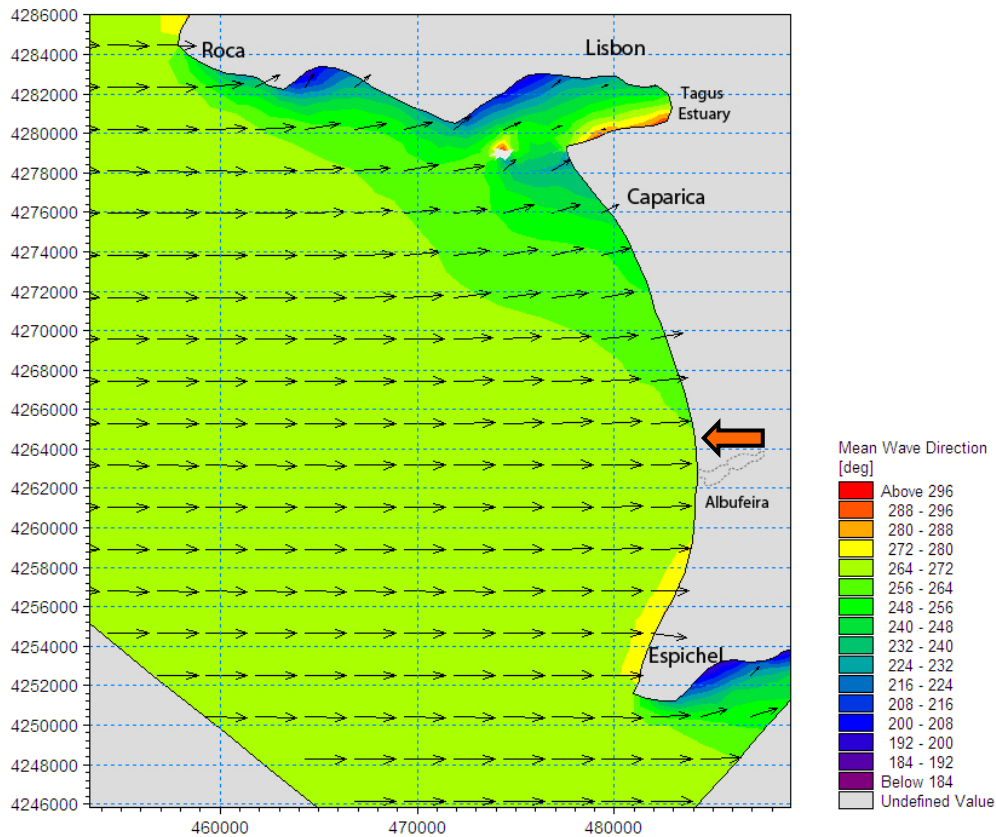 4286000
4284000
4282000
4280000
4278000
4276000
4274000
4272000
4270000
4268000
4266000
4264000
4262000
4260000
4258000
4256000
4254000
4252000
4250000
4248000
4246000
460000
470000
480000
Roca
Lisbon
Tagus
Estuary
Caparica
Albufeira
Espichel
Mean Wave Direction
[deg]
Above 296
288 - 296
280 - 288
272 - 280
264 - 272
256 - 264
248 - 256
240 - 248
232 - 240
224 - 232
216 - 224
208 - 216
200 - 208
192 - 200
184 - 192
Below 184
Undefined Value